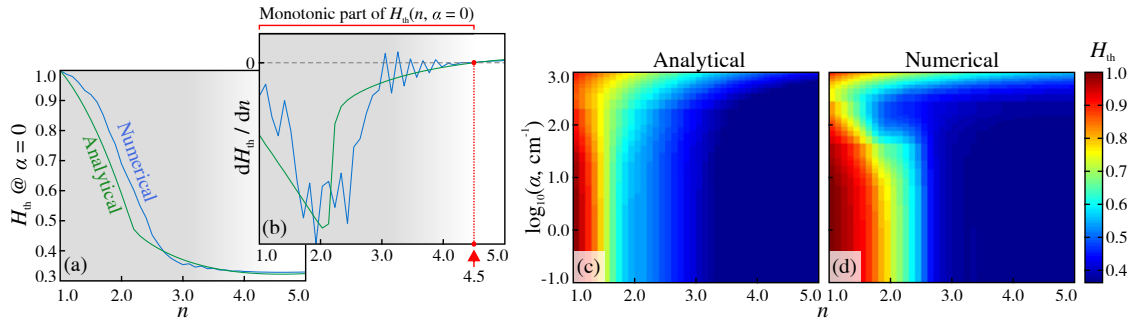 Monotonic part of Hth(n, α = 0)
Hth @ α = 0
1.0
0.9
0.8
0.7
0.6
0.5
0.4
0.3
Numerical
Analytical
(a)
1.0 2.0 3.0 4.0 5.0
n
dHth / dn
0
(b)
1.0 2.0 3.0 4.0 5.0
4.5
Analytical
log10(α, cm-1)
3.0
2.0
1.0
0.0
-1.0
(c)
1.0 2.0 3.0 4.0 5.0
Numerical
(d)
1.0 2.0 3.0 4.0 5.0
n
Hth
1.0
0.9
0.8
0.7
0.6
0.5
0.4